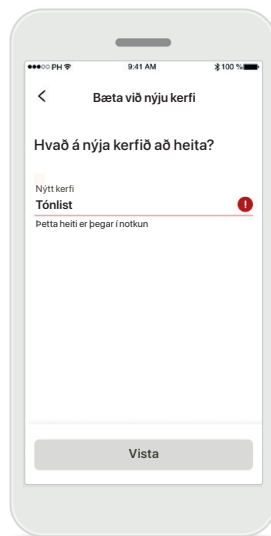 PH 9:41 AM 100 %
Bæta við nýju kerfi
Hvað á nýja kerfið að heita?
Nýtt kerfi
Tónlist
!
Þetta heiti er þegar í notkun
Vista